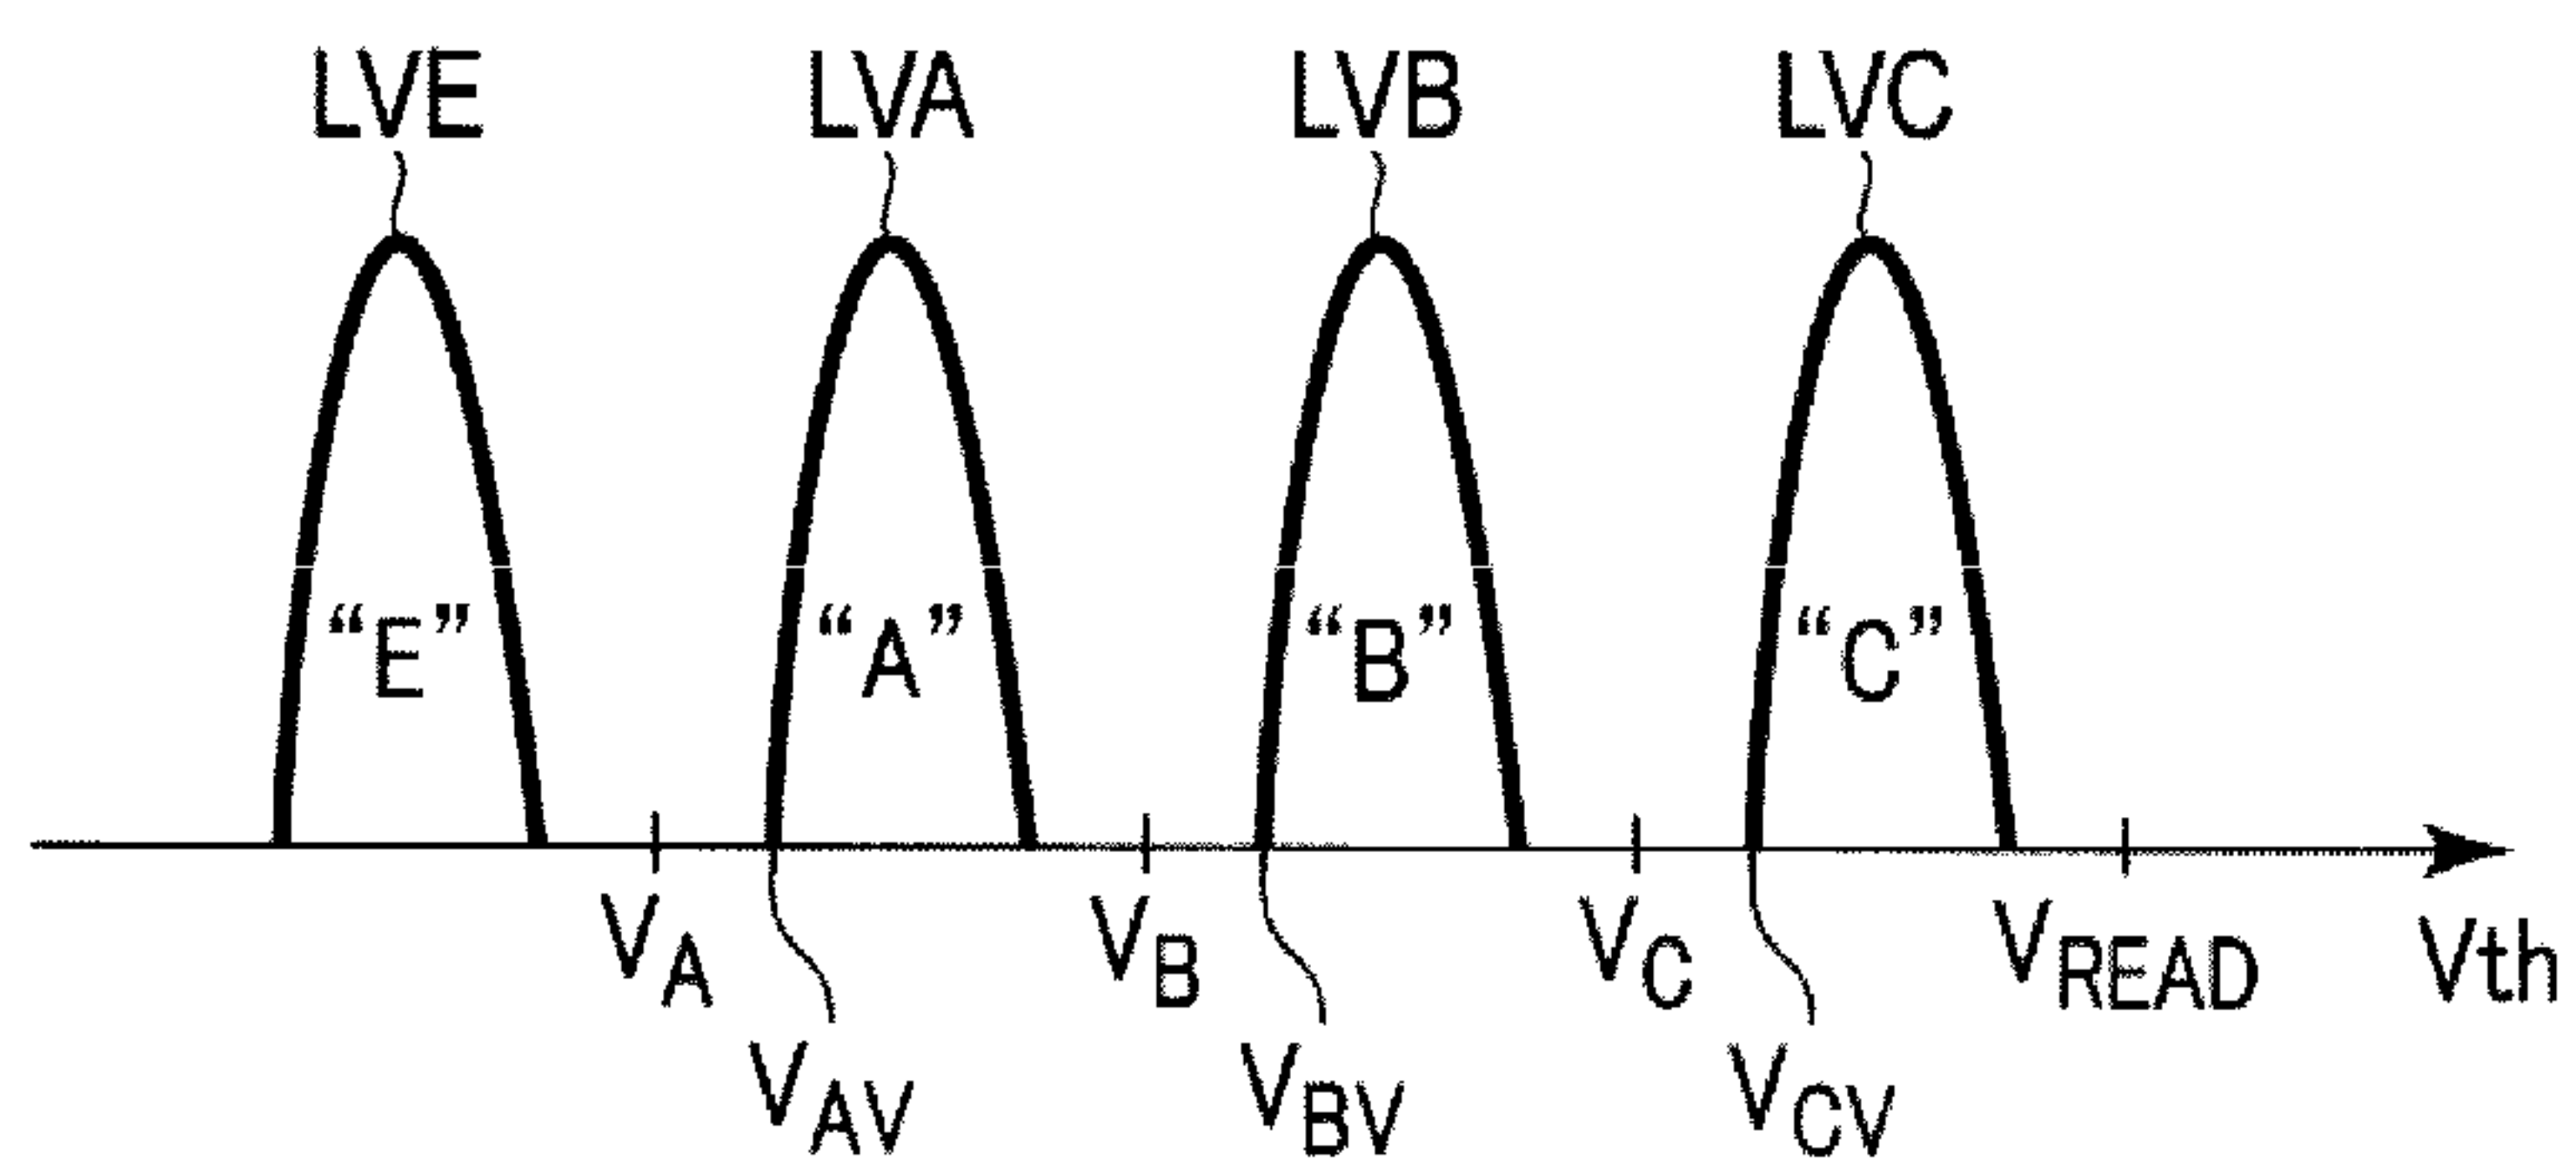 LVE LVA LVB LVC
“E” “A” “B” “C”
VA VB VC VREAD Vth
VAV VBV VCV